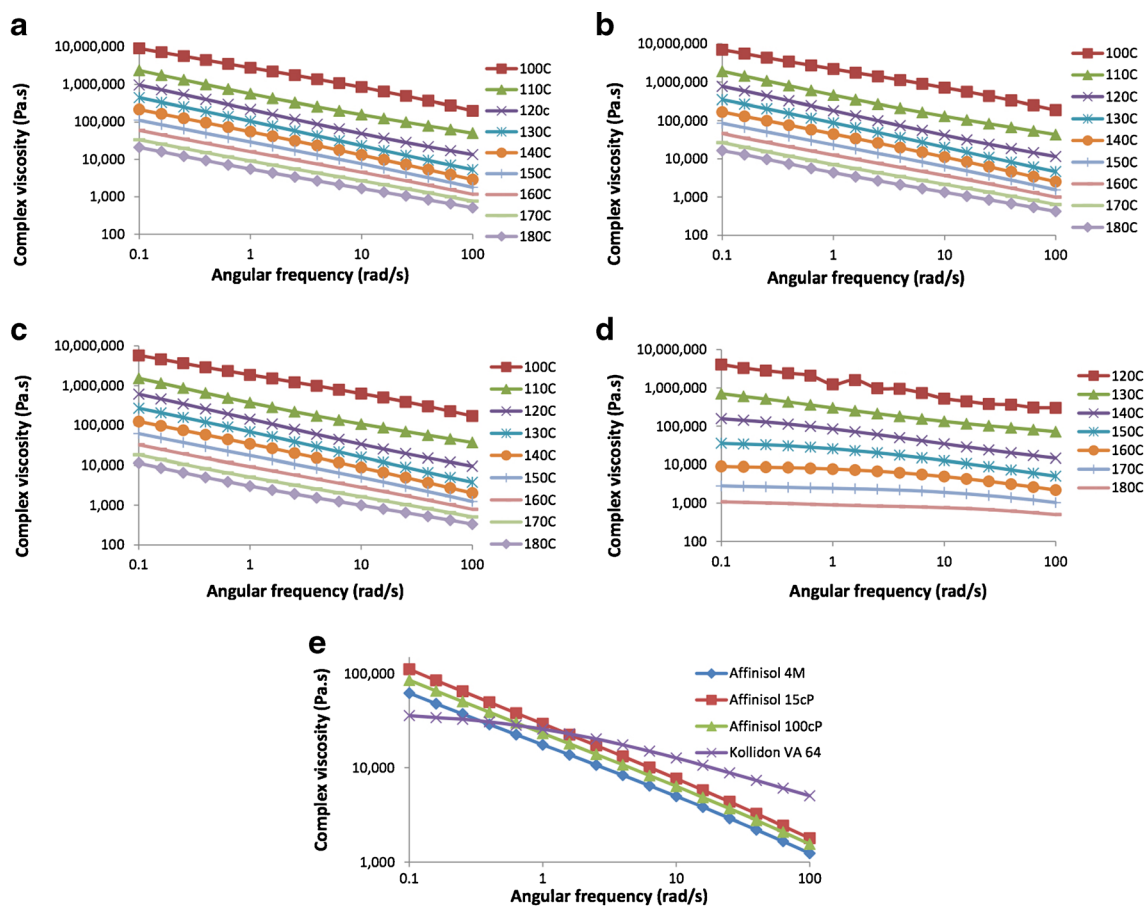 a
Complex viscosity (Pa.s)
10,000,000
1,000,000
100,000
10,000
1,000
100
0.1 1 10 100
Angular frequency (rad/s)
100C
110C
120c
130C
140C
150C
160C
170C
180C
b
Complex viscosity (Pa.s)
10,000,000
1,000,000
100,000
10,000
1,000
100
0.1 1 10 100
Angular frequency (rad/s)
100C
110C
120C
130C
140C
150C
160C
170C
180C
c
Complex viscosity (Pa.s)
10,000,000
1,000,000
100,000
10,000
1,000
100
0.1 1 10 100
Angular frequency (rad/s)
100C
110C
120C
130C
140C
150C
160C
170C
180C
d
Complex viscosity (Pa.s)
10,000,000
1,000,000
100,000
10,000
1,000
100
0.1 1 10 100
Angular frequency (rad/s)
120C
130C
140C
150C
160C
170C
180C
e
Complex viscosity (Pa.s)
100,000
10,000
1,000
0.1 1 10 100
Angular frequency (rad/s)
Affinisol 4M
Affinisol 15cP
Affinisol 100cP
Kollidon VA 64